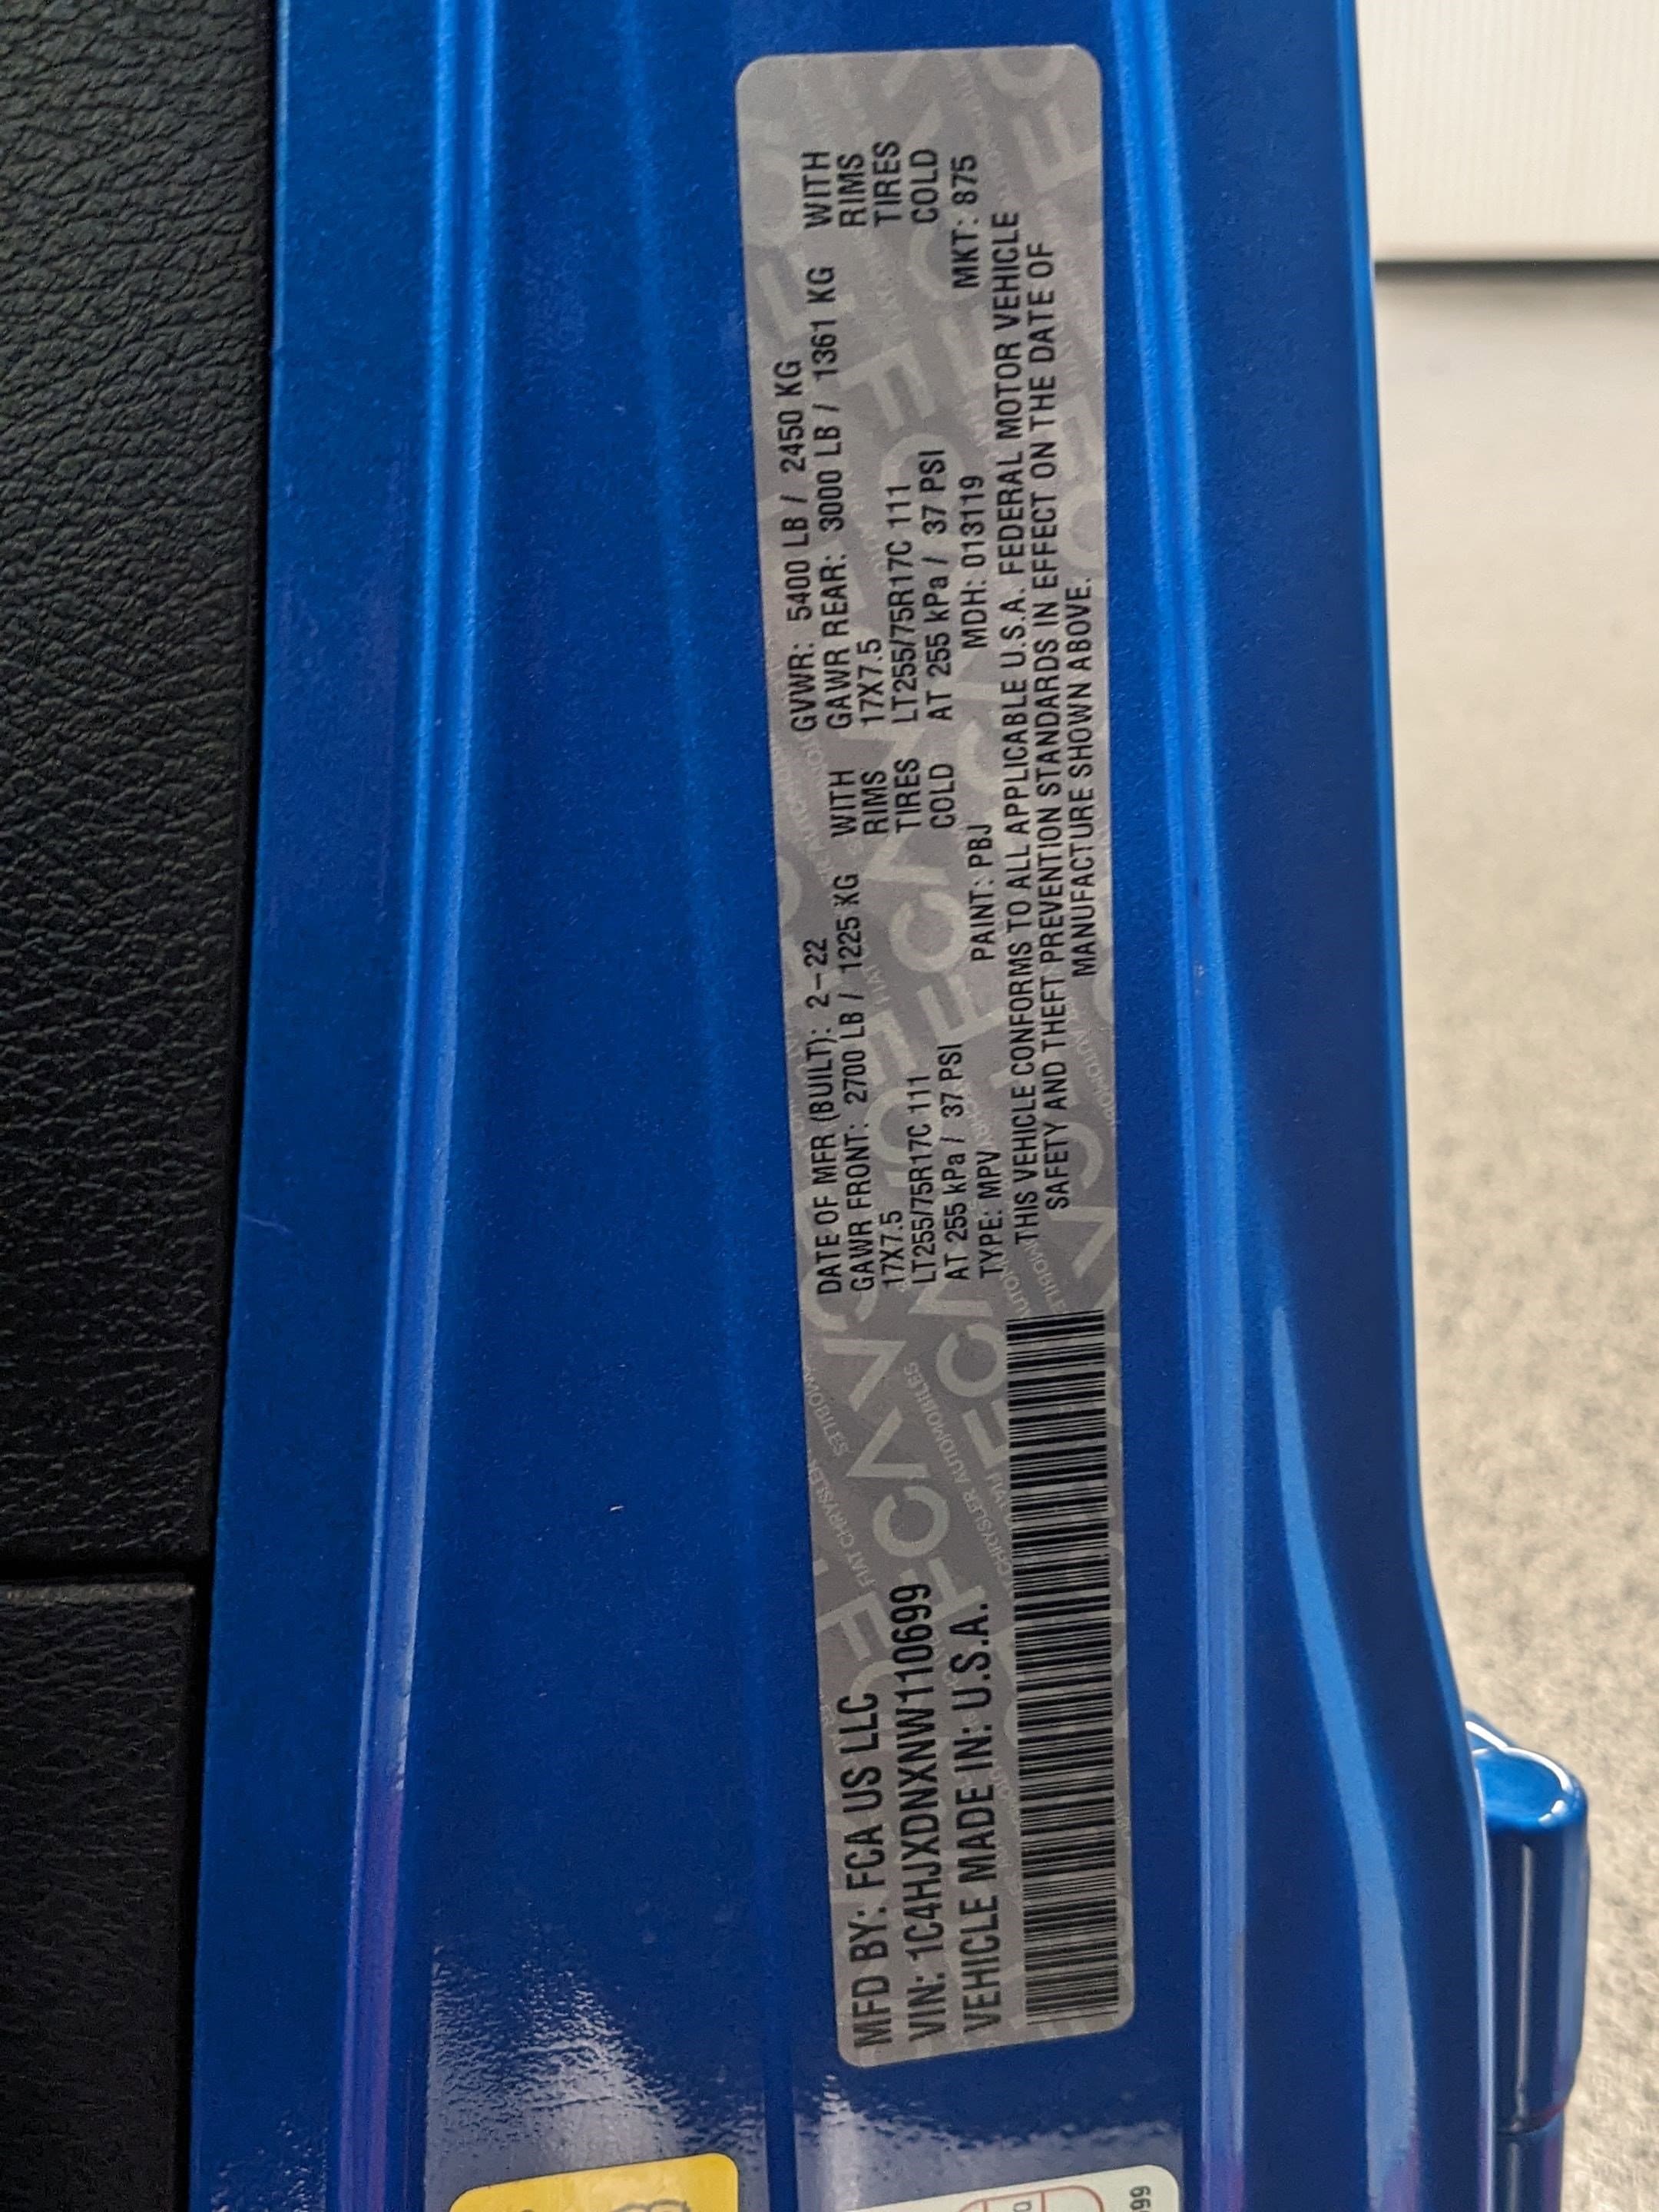 MFD BY: FCA US LLC
VIN: 1C4HJXDNXNW110699
VEHICLE MADE IN: U.S.A.
DATE OF MFR (BUILT): 2-22 GVWR: 5400 LB / 2450 KG
GAWR FRONT: 2700 LB / 1225 KG WITH GAWR REAR: 3000 LB / 1361 KG WITH
17X7.5 RIMS 17X7.5 RIMS
LT255/75R17C 111 TIRES LT255/75R17C 111 TIRES
AT 255 kPa / 37 PSI COLD AT 255 kPa / 37 PSI COLD
TYPE: MPV PAINT: PBJ MDH: 013119 MKT: 875
THIS VEHICLE CONFORMS TO ALL APPLICABLE U.S.A. FEDERAL MOTOR VEHICLE
SAFETY AND THEFT PREVENTION STANDARDS IN EFFECT ON THE DATE OF
MANUFACTURE SHOWN ABOVE.